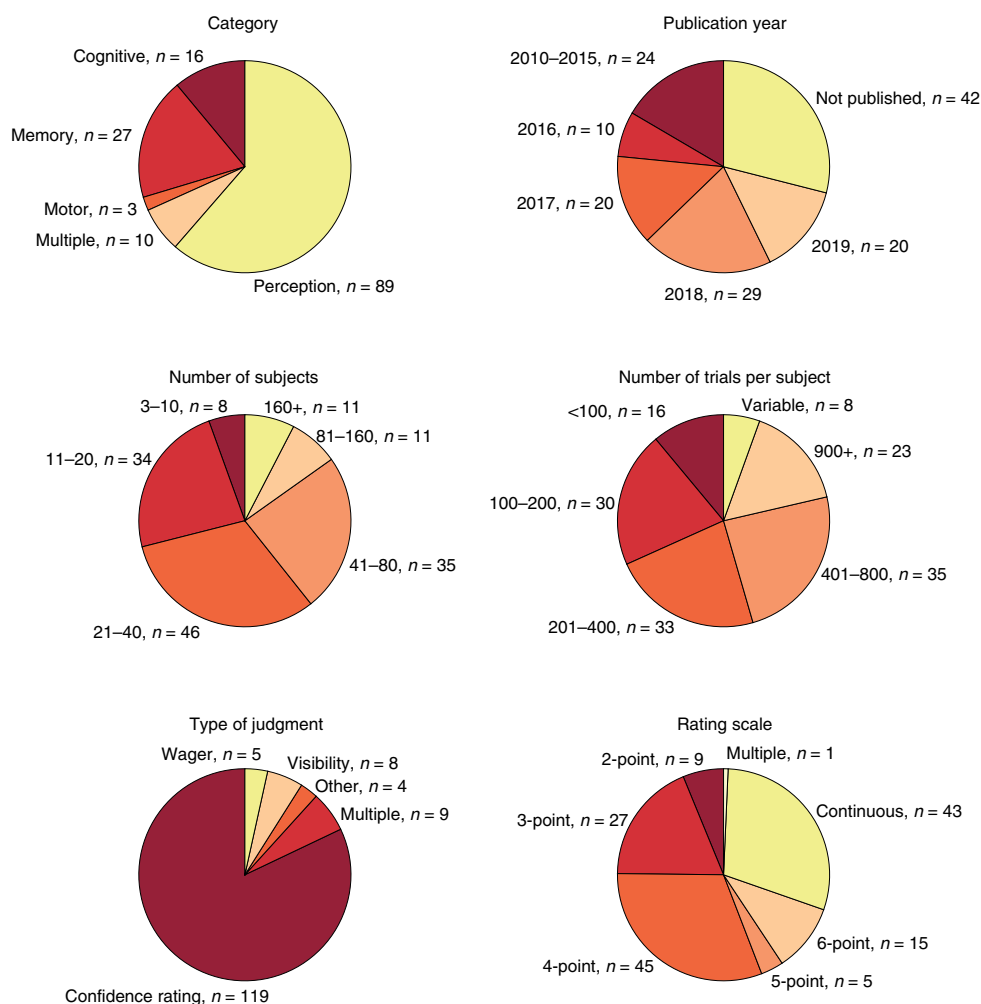 Category
Cognitive, n = 16
Memory, n = 27
Motor, n = 3
Multiple, n = 10
Perception, n = 89
Publication year
2010–2015, n = 24
Not published, n = 42
2016, n = 10
2017, n = 20
2019, n = 20
2018, n = 29
Number of subjects
3–10, n = 8
160+, n = 11
81–160, n = 11
11–20, n = 34
41–80, n = 35
21–40, n = 46
Number of trials per subject
Variable, n = 8
<100, n = 16
900+, n = 23
100–200, n = 30
401–800, n = 35
201–400, n = 33
Type of judgment
Wager, n = 5
Visibility, n = 8
Other, n = 4
Multiple, n = 9
Confidence rating, n = 119
Rating scale
Multiple, n = 1
2-point, n = 9
Continuous, n = 43
3-point, n = 27
6-point, n = 15
4-point, n = 45
5-point, n = 5